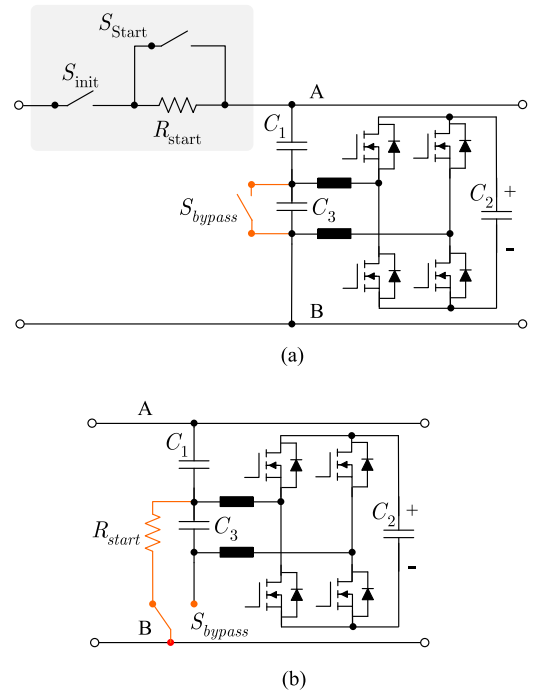 S_Start
S_init
R_start
A
C_1
S_bypass
C_3
C_2
+
-
B
(a)
A
C_1
R_start
C_3
C_2
+
-
B
S_bypass
(b)